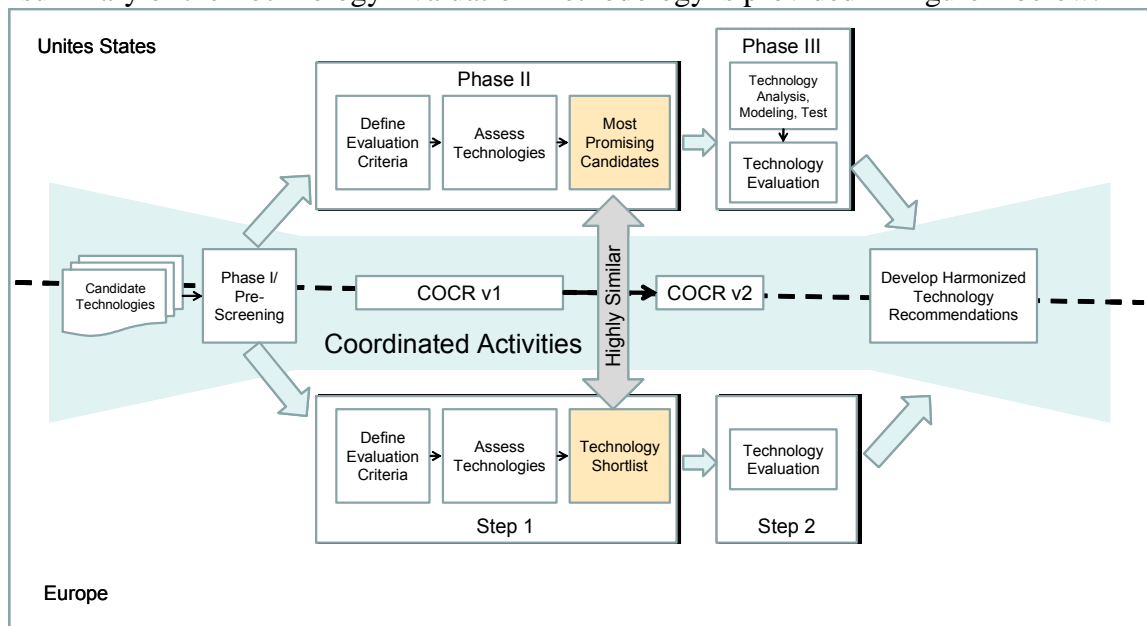 Unites States
Phase II
Define
Evaluation
Criteria
Assess
Technologies
Most
Promising
Candidates
Phase III
Technology
Analysis,
Modeling, Test
Technology
Evaluation
Candidate
Technologies
Phase I/
Pre-
Screening
COCR v1
COCR v2
Highly Similar
Coordinated Activities
Develop Harmonized
Technology
Recommendations
Define
Evaluation
Criteria
Assess
Technologies
Technology
Shortlist
Step 1
Technology
Evaluation
Step 2
Europe